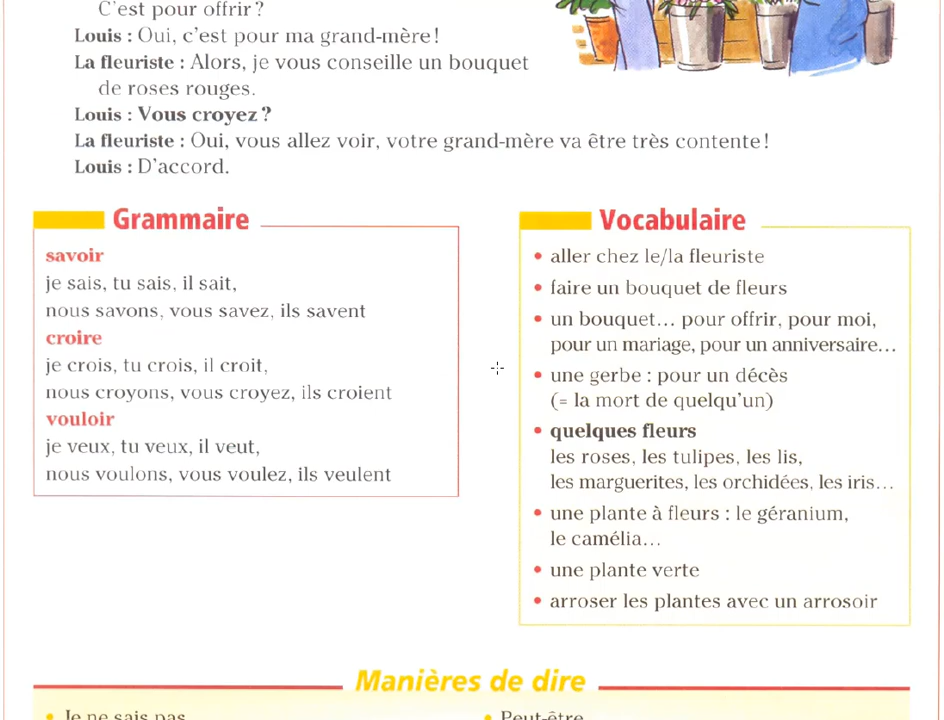 C'est pour offrir ?
Louis : Oui, c'est pour ma grand-mère !
La fleuriste : Alors, je vous conseille un bouquet
de roses rouges.
Louis : Vous croyez ?
La fleuriste : Oui, vous allez voir, votre grand-mère va être très contente !
Louis : D'accord.
Grammaire
savoir
je sais, tu sais, il sait,
nous savons, vous savez, ils savent
croire
je crois, tu crois, il croit,
nous croyons, vous croyez, ils croient
vouloir
je veux, tu veux, il veut,
nous voulons, vous voulez, ils veulent
Vocabulaire
• aller chez le/la fleuriste
• faire un bouquet de fleurs
• un bouquet… pour offrir, pour moi,
pour un mariage, pour un anniversaire…
• une gerbe : pour un décès
(= la mort de quelqu'un)
• quelques fleurs
les roses, les tulipes, les lis,
les marguerites, les orchidées, les iris…
• une plante à fleurs : le géranium,
le camélia…
• une plante verte
• arroser les plantes avec un arrosoir
Manières de dire
• Je ne sais pas
• Peut-être